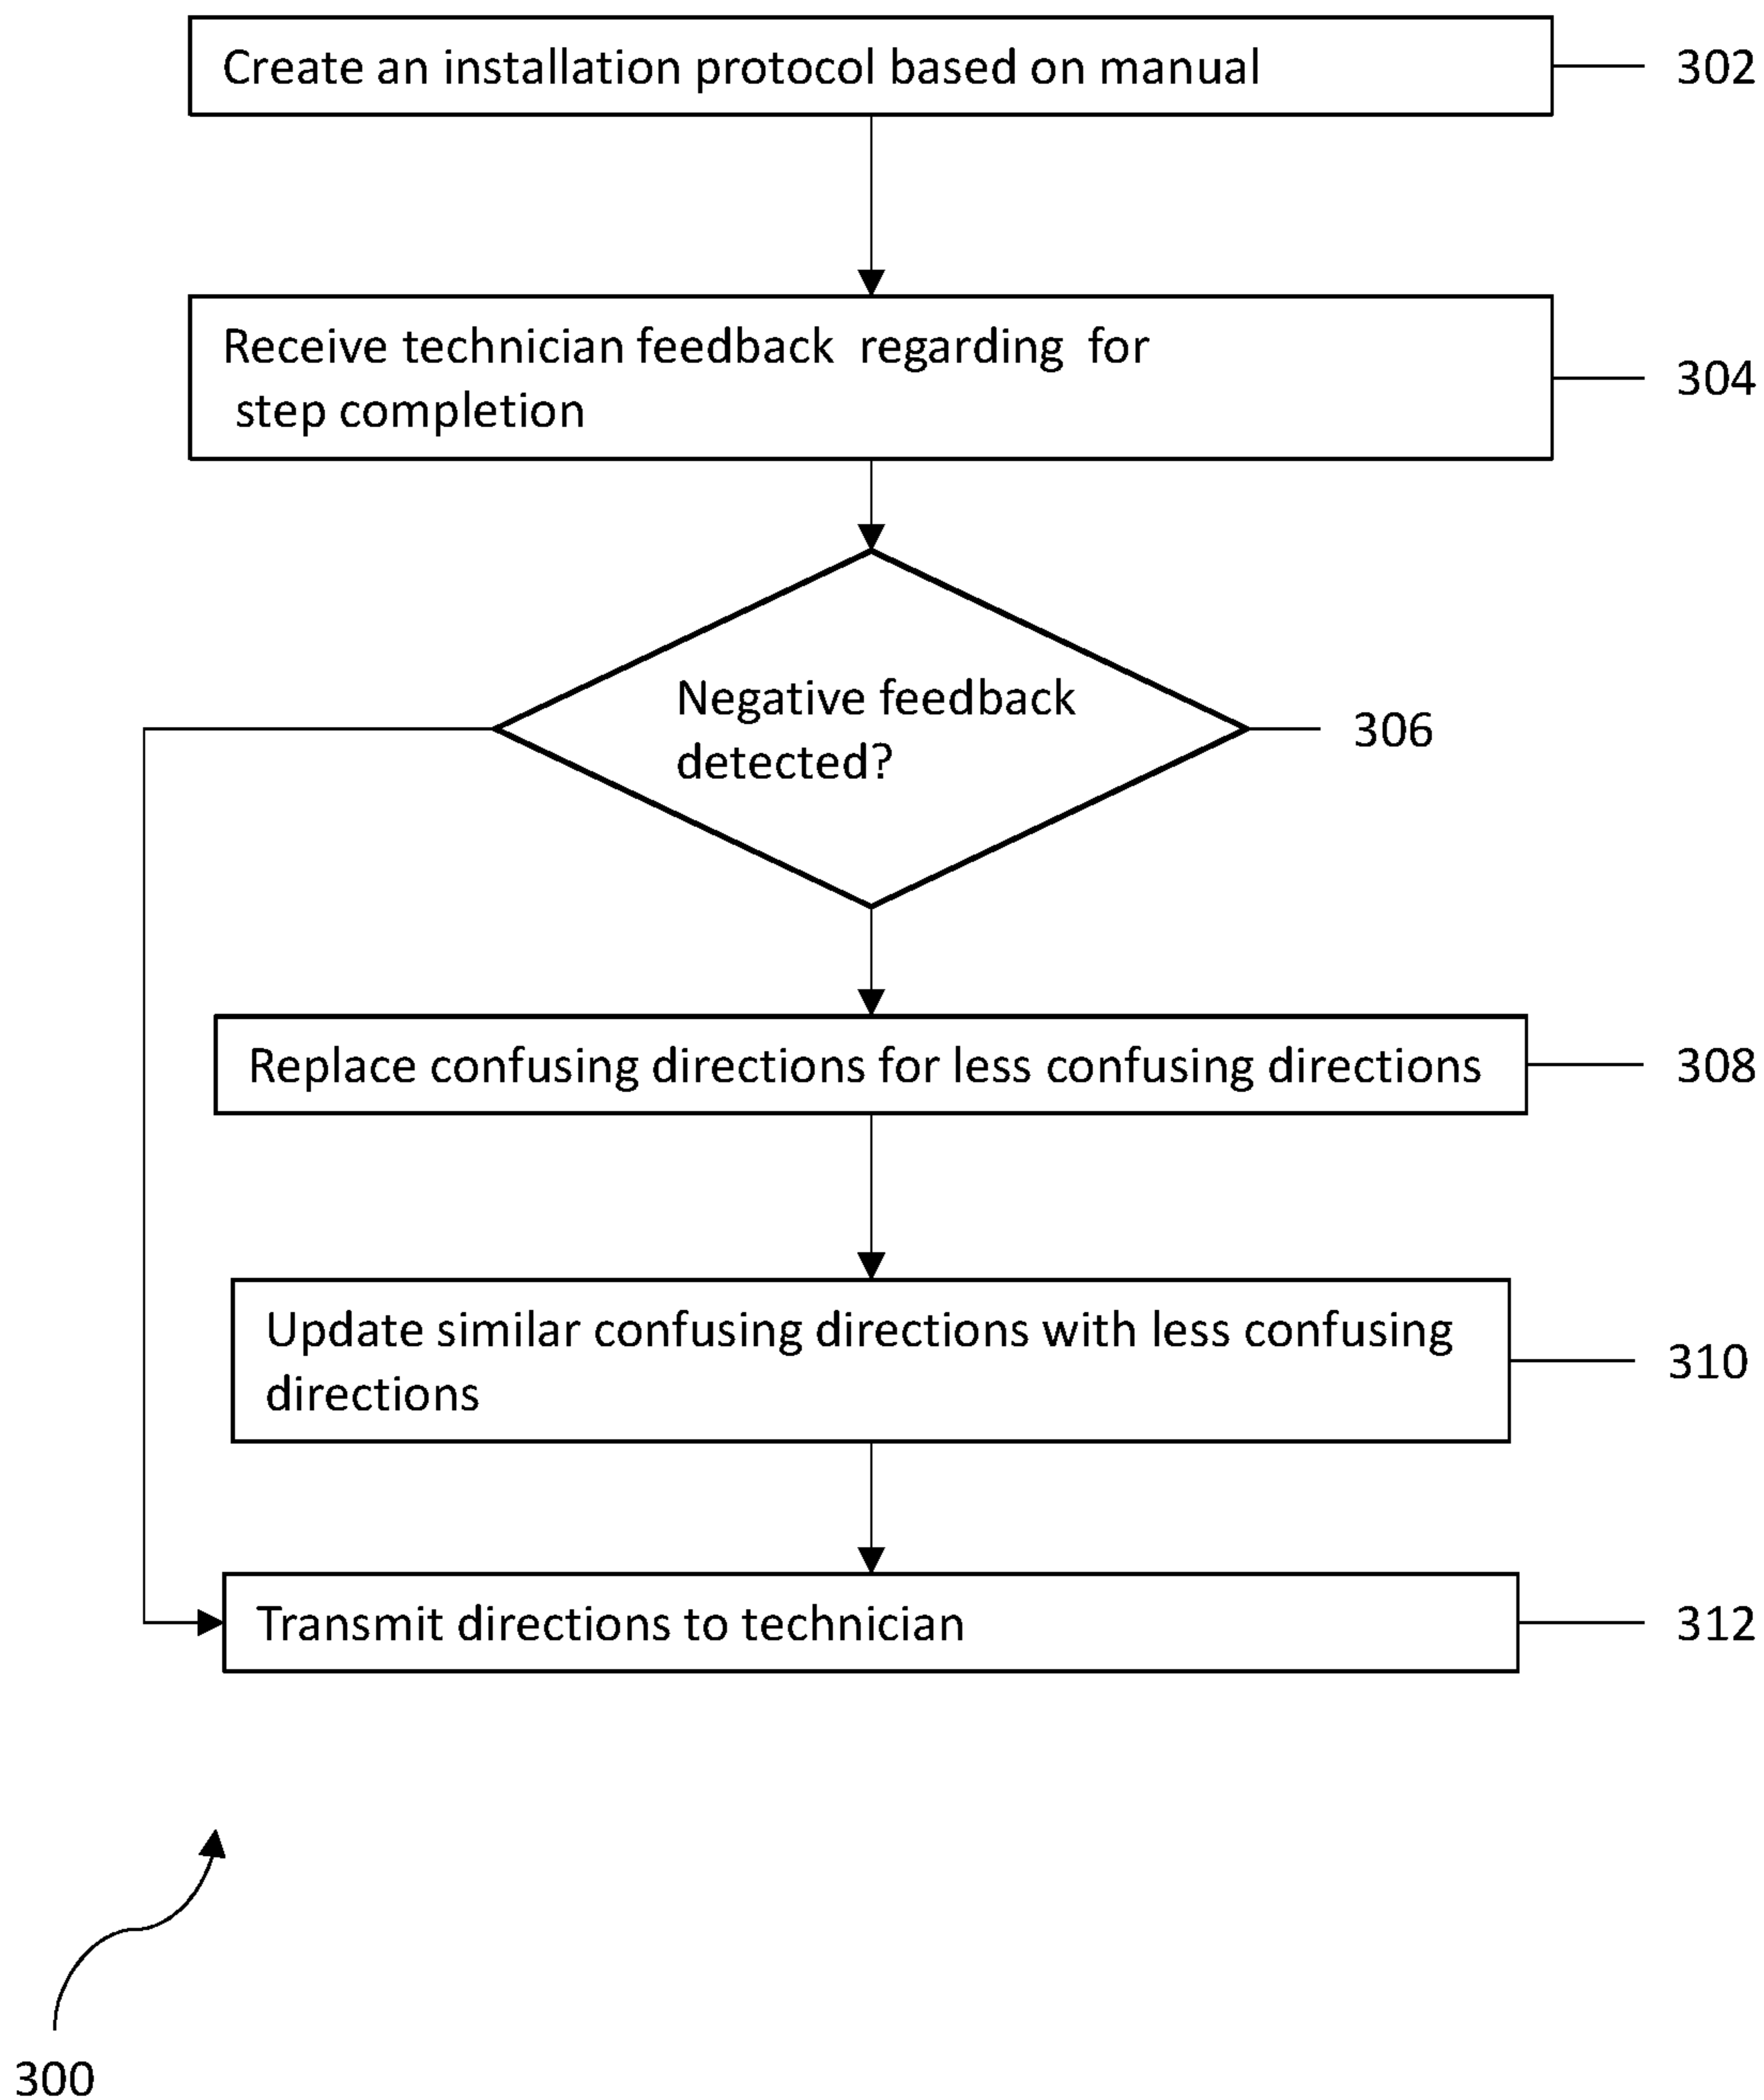 Create an installation protocol based on manual
302
Receive technician feedback regarding for
step completion
304
Negative feedback
detected?
306
Replace confusing directions for less confusing directions
308
Update similar confusing directions with less confusing
directions
310
Transmit directions to technician
312
300